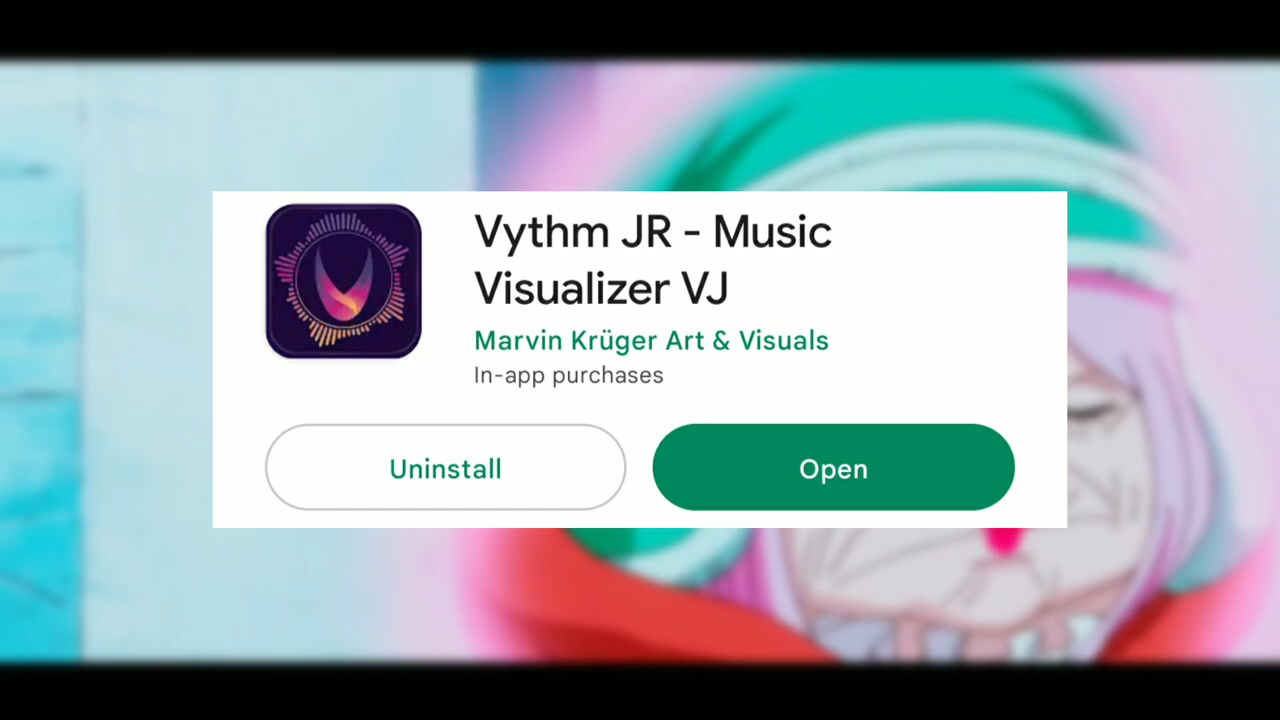 Vythm JR - Music
Visualizer VJ
Marvin Krüger Art & Visuals
In-app purchases
Uninstall
Open